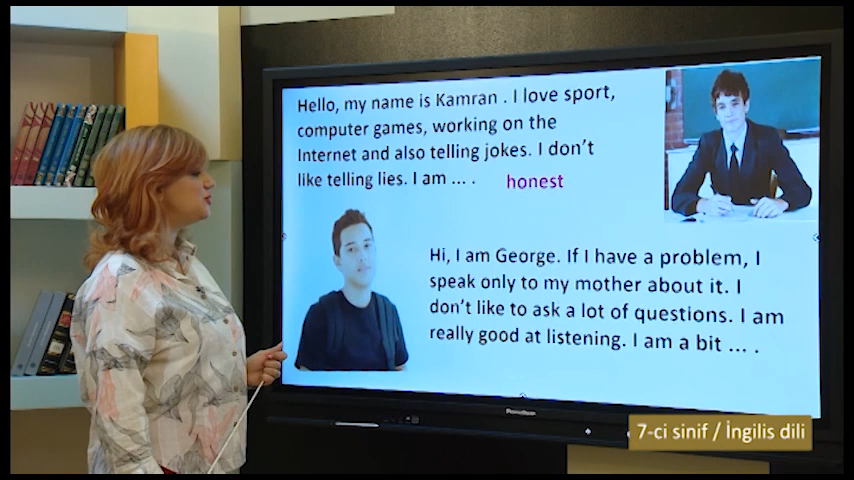 Hello, my name is Kamran . I love sport,
computer games, working on the
Internet and also telling jokes. I don't
like telling lies. I am ... .
honest
Hi, I am George. If I have a problem, I
speak only to my mother about it. I
don't like to ask a lot of questions. I am
really good at listening. I am a bit ... .
Promethean
7-ci sinif / İngilis dili